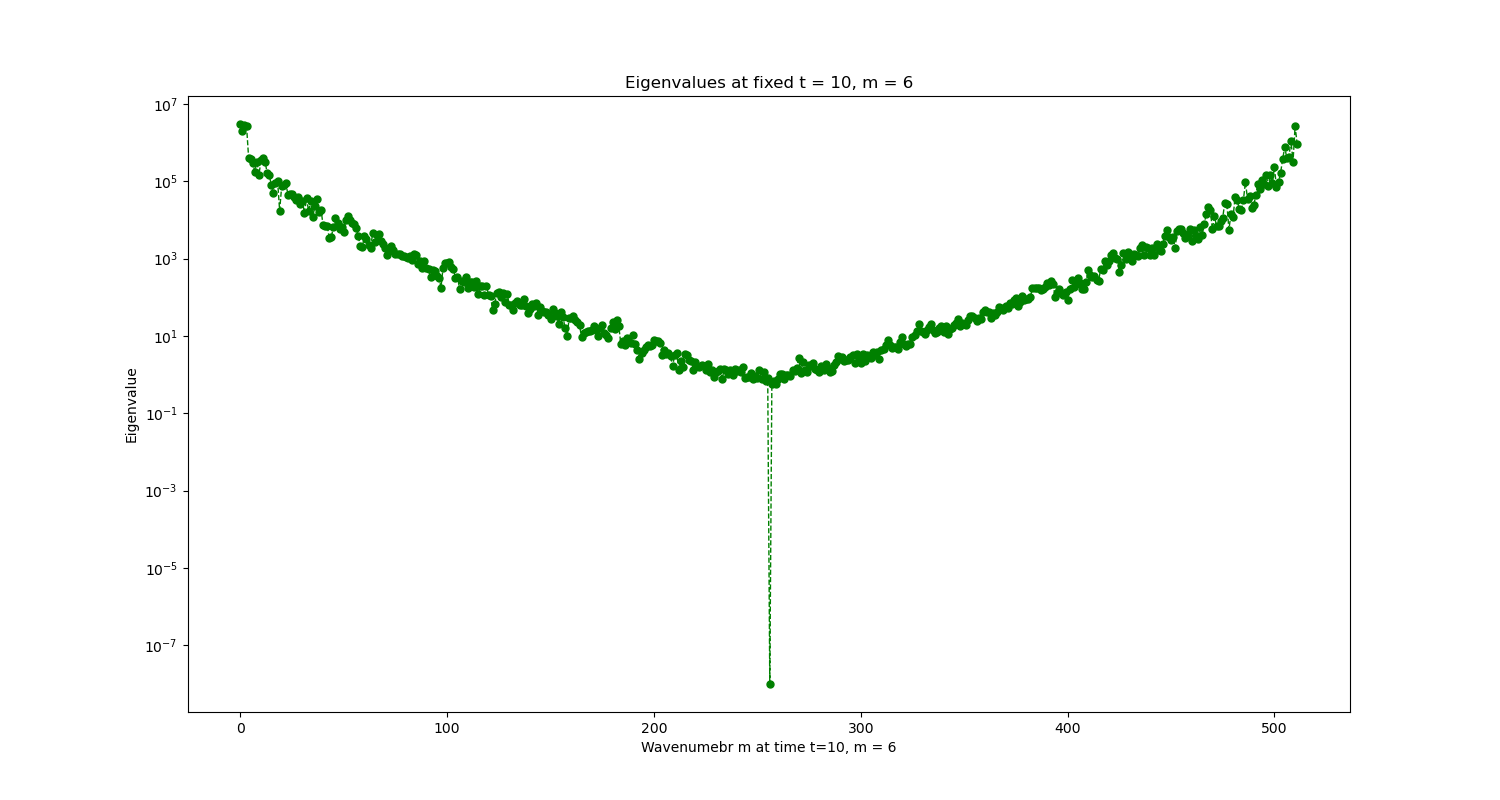 Eigenvalues at fixed t = 10, m = 6
10^7
10^5
10^3
10^1
10^-1
10^-3
10^-5
10^-7
Eigenvalue
0 100 200 300 400 500
Wavenumebr m at time t=10, m = 6